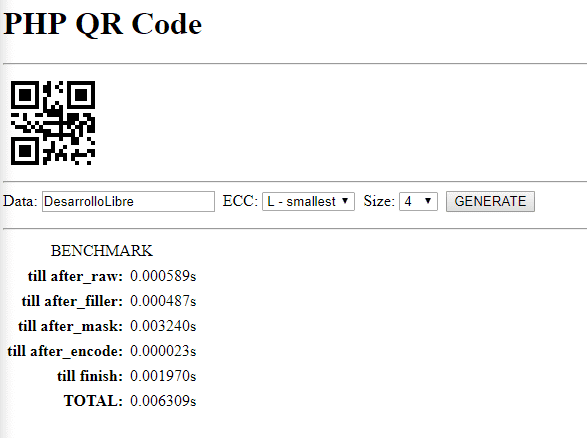 PHP QR Code
Data: DesarrolloLibre ECC: L - smallest Size: 4 GENERATE
BENCHMARK
till after_raw: 0.000589s
till after_filler: 0.000487s
till after_mask: 0.003240s
till after_encode: 0.000023s
till finish: 0.001970s
TOTAL: 0.006309s